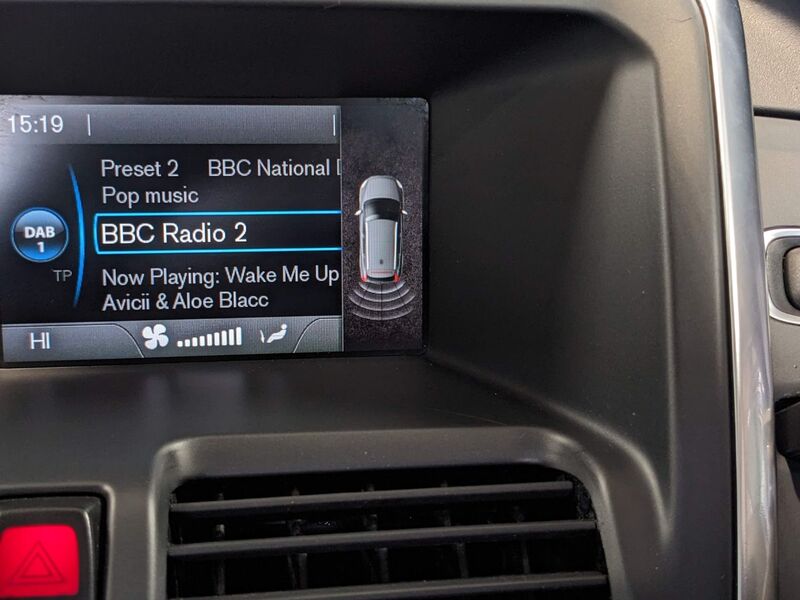 15:19
Preset 2 BBC National
Pop music
DAB
1
BBC Radio 2
TP
Now Playing: Wake Me Up
Avicii & Aloe Blacc
HI